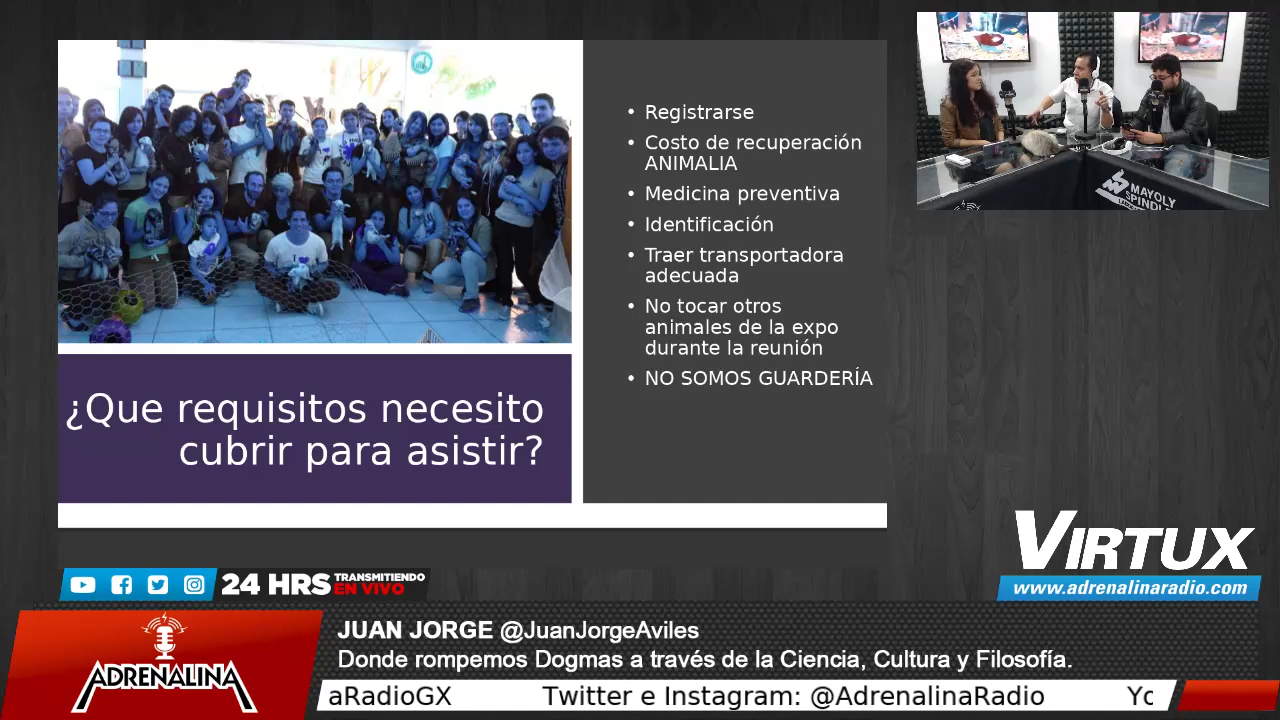 • Registrarse
• Costo de recuperación
ANIMALIA
• Medicina preventiva
• Identificación
• Traer transportadora
adecuada
• No tocar otros
animales de la expo
durante la reunión
• NO SOMOS GUARDERÍA
¿Que requisitos necesito
cubrir para asistir?
MAYOLY
SPINDLER
VIRTUX
www.adrenalinaradio.com
24 HRS TRANSMITIENDO
EN VIVO
ADRENALINA
JUAN JORGE @JuanJorgeAviles
Donde rompemos Dogmas a través de la Ciencia, Cultura y Filosofía.
aRadioGX Twitter e Instagram: @AdrenalinaRadio Yo